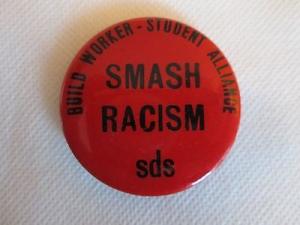 BUILD WORKER - STUDENT ALLIANCE
SMASH
RACISM
sds